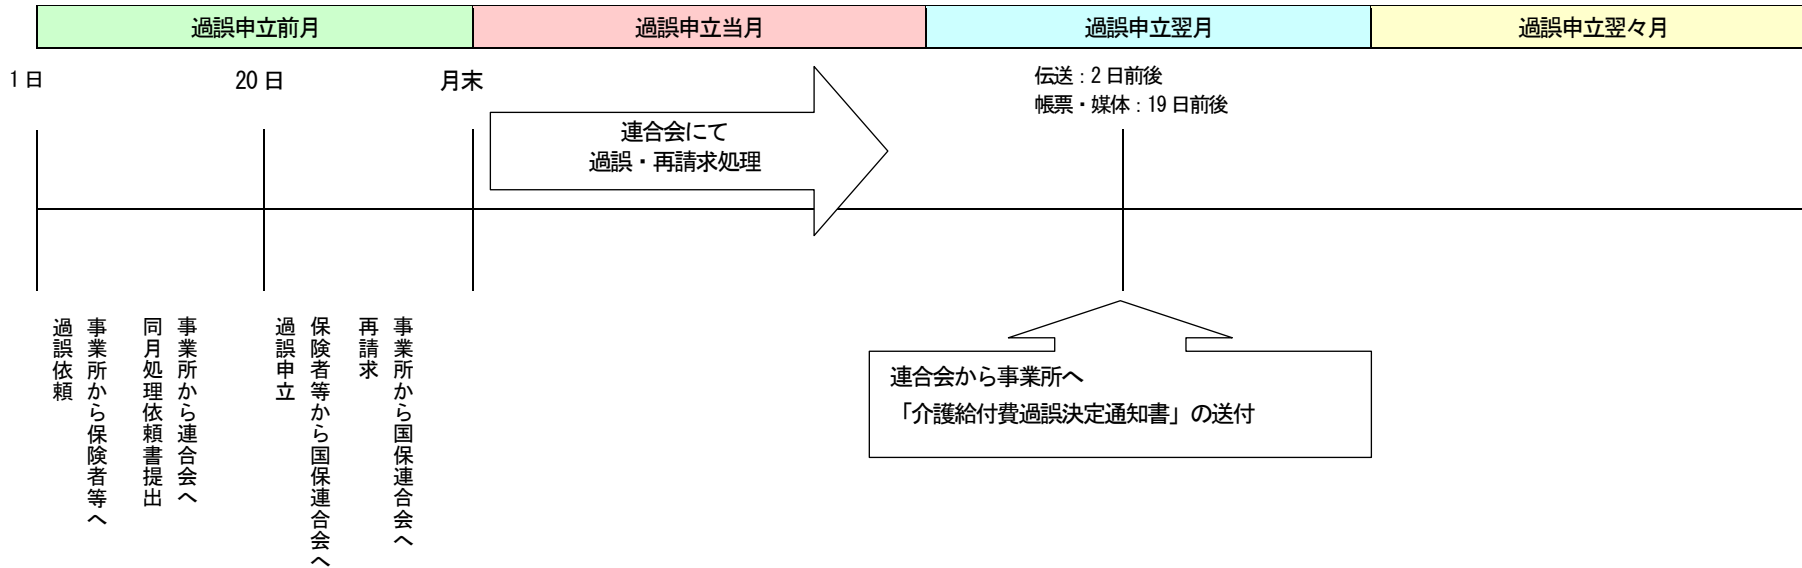 過誤申立前月
過誤申立当月
過誤申立翌月
過誤申立翌々月
1日
20日
月末
伝送:2日前後
帳票・媒体:19日前後
連合会にて
過誤・再請求処理
事業所から保険者等へ
過誤依頼
事業所から連合会へ
同月処理依頼書提出
保険者等から国保連合会へ
過誤申立
事業所から国保連合会へ
再請求
連合会から事業所へ
「介護給付費過誤決定通知書」の送付